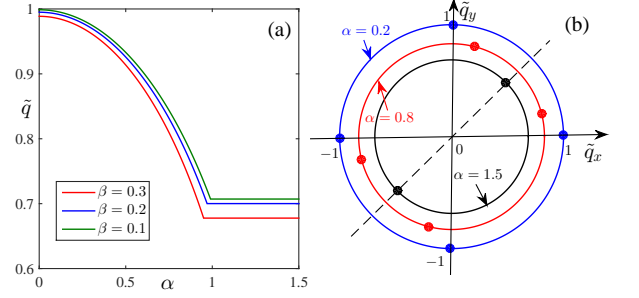 (a)
1
0.9
0.8
0.7
0.6
q̃
β = 0.3
β = 0.2
β = 0.1
0
0.5
1
1.5
α
(b)
q̃y
1
α = 0.2
α = 0.8
α = 1.5
−1
0
1
q̃x
−1